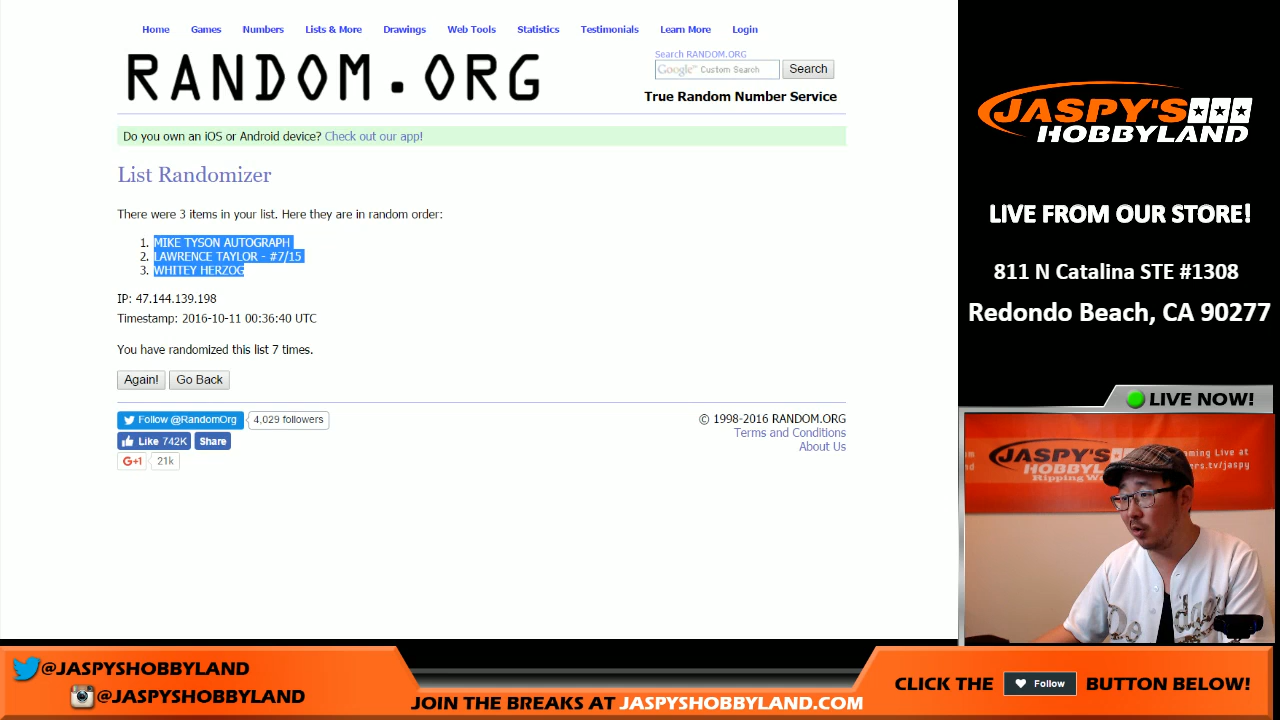 Home Games Numbers Lists & More Drawings Web Tools Statistics Testimonials Learn More Login
RANDOM.ORG
Search RANDOM.ORG
Google™ Custom Search Search
True Random Number Service
Do you own an iOS or Android device? Check out our app!
List Randomizer
There were 3 items in your list. Here they are in random order:
1. MIKE TYSON AUTOGRAPH
2. LAWRENCE TAYLOR - #7/15
3. WHITEY HERZOG
IP: 47.144.139.198
Timestamp: 2016-10-11 00:36:40 UTC
You have randomized this list 7 times.
Again! Go Back
Follow @RandomOrg 4,029 followers
Like 742K Share
G+1 21k
© 1998-2016 RANDOM.ORG
Terms and Conditions
About Us
JASPY'S
HOBBYLAND
LIVE FROM OUR STORE!
811 N Catalina STE #1308
Redondo Beach, CA 90277
LIVE NOW!
JASPY'S
HOBBYLAND
Live at
.tv/jaspy
@JASPYSHOBBYLAND
@JASPYSHOBBYLAND
JOIN THE BREAKS AT JASPYSHOBBYLAND.COM
CLICK THE Follow BUTTON BELOW!